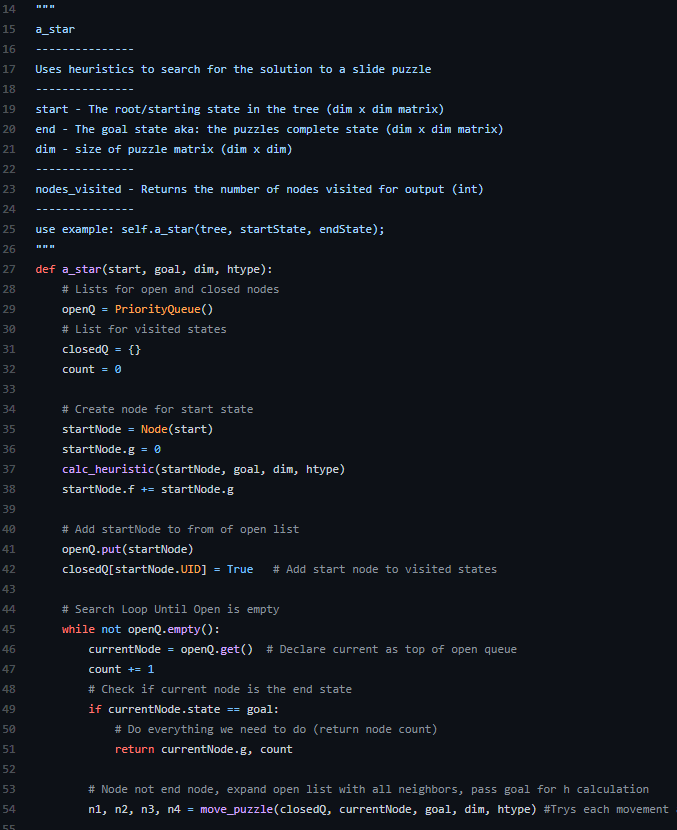 14 """
15 a_star
16 ---------------
17 Uses heuristics to search for the solution to a slide puzzle
18 ---------------
19 start - The root/starting state in the tree (dim x dim matrix)
20 end - The goal state aka: the puzzles complete state (dim x dim matrix)
21 dim - size of puzzle matrix (dim x dim)
22 ---------------
23 nodes_visited - Returns the number of nodes visited for output (int)
24 ---------------
25 use example: self.a_star(tree, startState, endState);
26 """
27 def a_star(start, goal, dim, htype):
28     # Lists for open and closed nodes
29     openQ = PriorityQueue()
30     # List for visited states
31     closedQ = {}
32     count = 0
33
34     # Create node for start state
35     startNode = Node(start)
36     startNode.g = 0
37     calc_heuristic(startNode, goal, dim, htype)
38     startNode.f += startNode.g
39
40     # Add startNode to from of open list
41     openQ.put(startNode)
42     closedQ[startNode.UID] = True   # Add start node to visited states
43
44     # Search Loop Until Open is empty
45     while not openQ.empty():
46         currentNode = openQ.get()  # Declare current as top of open queue
47         count += 1
48         # Check if current node is the end state
49         if currentNode.state == goal:
50             # Do everything we need to do (return node count)
51             return currentNode.g, count
52
53         # Node not end node, expand open list with all neighbors, pass goal for h calculation
54         n1, n2, n3, n4 = move_puzzle(closedQ, currentNode, goal, dim, htype) #Trys each movement
55